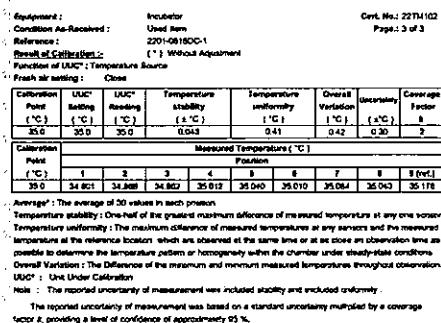 Equipment : Incubator Cert. No.: 22TM102
Condition As-Received : Used Item Page.: 3 of 3
Reference : 2201-0816DC-1
Result of Calibration :- ( * ) Without Adjustment
Function of UUC* : Temperature Source
Fresh air setting : Close
Calibration Point UUC* Setting UUC* Reading Temperature stability Temperature uniformity Overall Variation Uncertainty Coverage Factor
( °C ) ( °C ) ( °C ) ( ± °C ) ( °C ) ( °C ) ( ±°C ) k
35.0 35.0 35.0 0.043 0.41 0.42 0.30 2
Calibration Point Measured Temperature ( °C )
Position
( °C ) 1 2 3 4 5 6 7 8 9 (ref.)
35.0 34.801 34.802 35.012 35.040 35.010 35.084 35.043 35.178
Average* : The average of 30 values in each position
Temperature stability : One-half of the greatest maximum difference of measured temperature at any one sensor
Temperature uniformity : The maximum difference of measured temperatures at any sensors and the measured
temperature at the reference location which are observed at the same time or at as close an observation time as
possible to determine the temperature pattern or homogeneity within the chamber under steady-state conditions
Overall Variation : The Difference of the maximum and minimum measured temperatures throughout observation.
UUC* : Unit Under Calibration
Note : The reported uncertainty of measurement was included stability and excluded uniformity .
The reported uncertainty of measurement was based on a standard uncertainty multiplied by a coverage
factor k, providing a level of confidence of approximately 95 %.